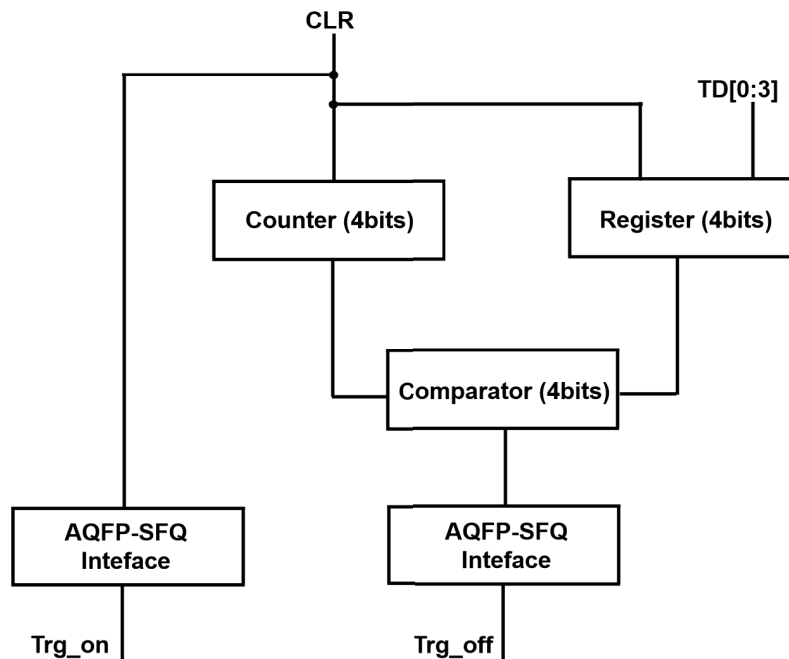 CLR
TD[0:3]
Counter (4bits)
Register (4bits)
Comparator (4bits)
AQFP-SFQ
Inteface
AQFP-SFQ
Inteface
Trg_on
Trg_off